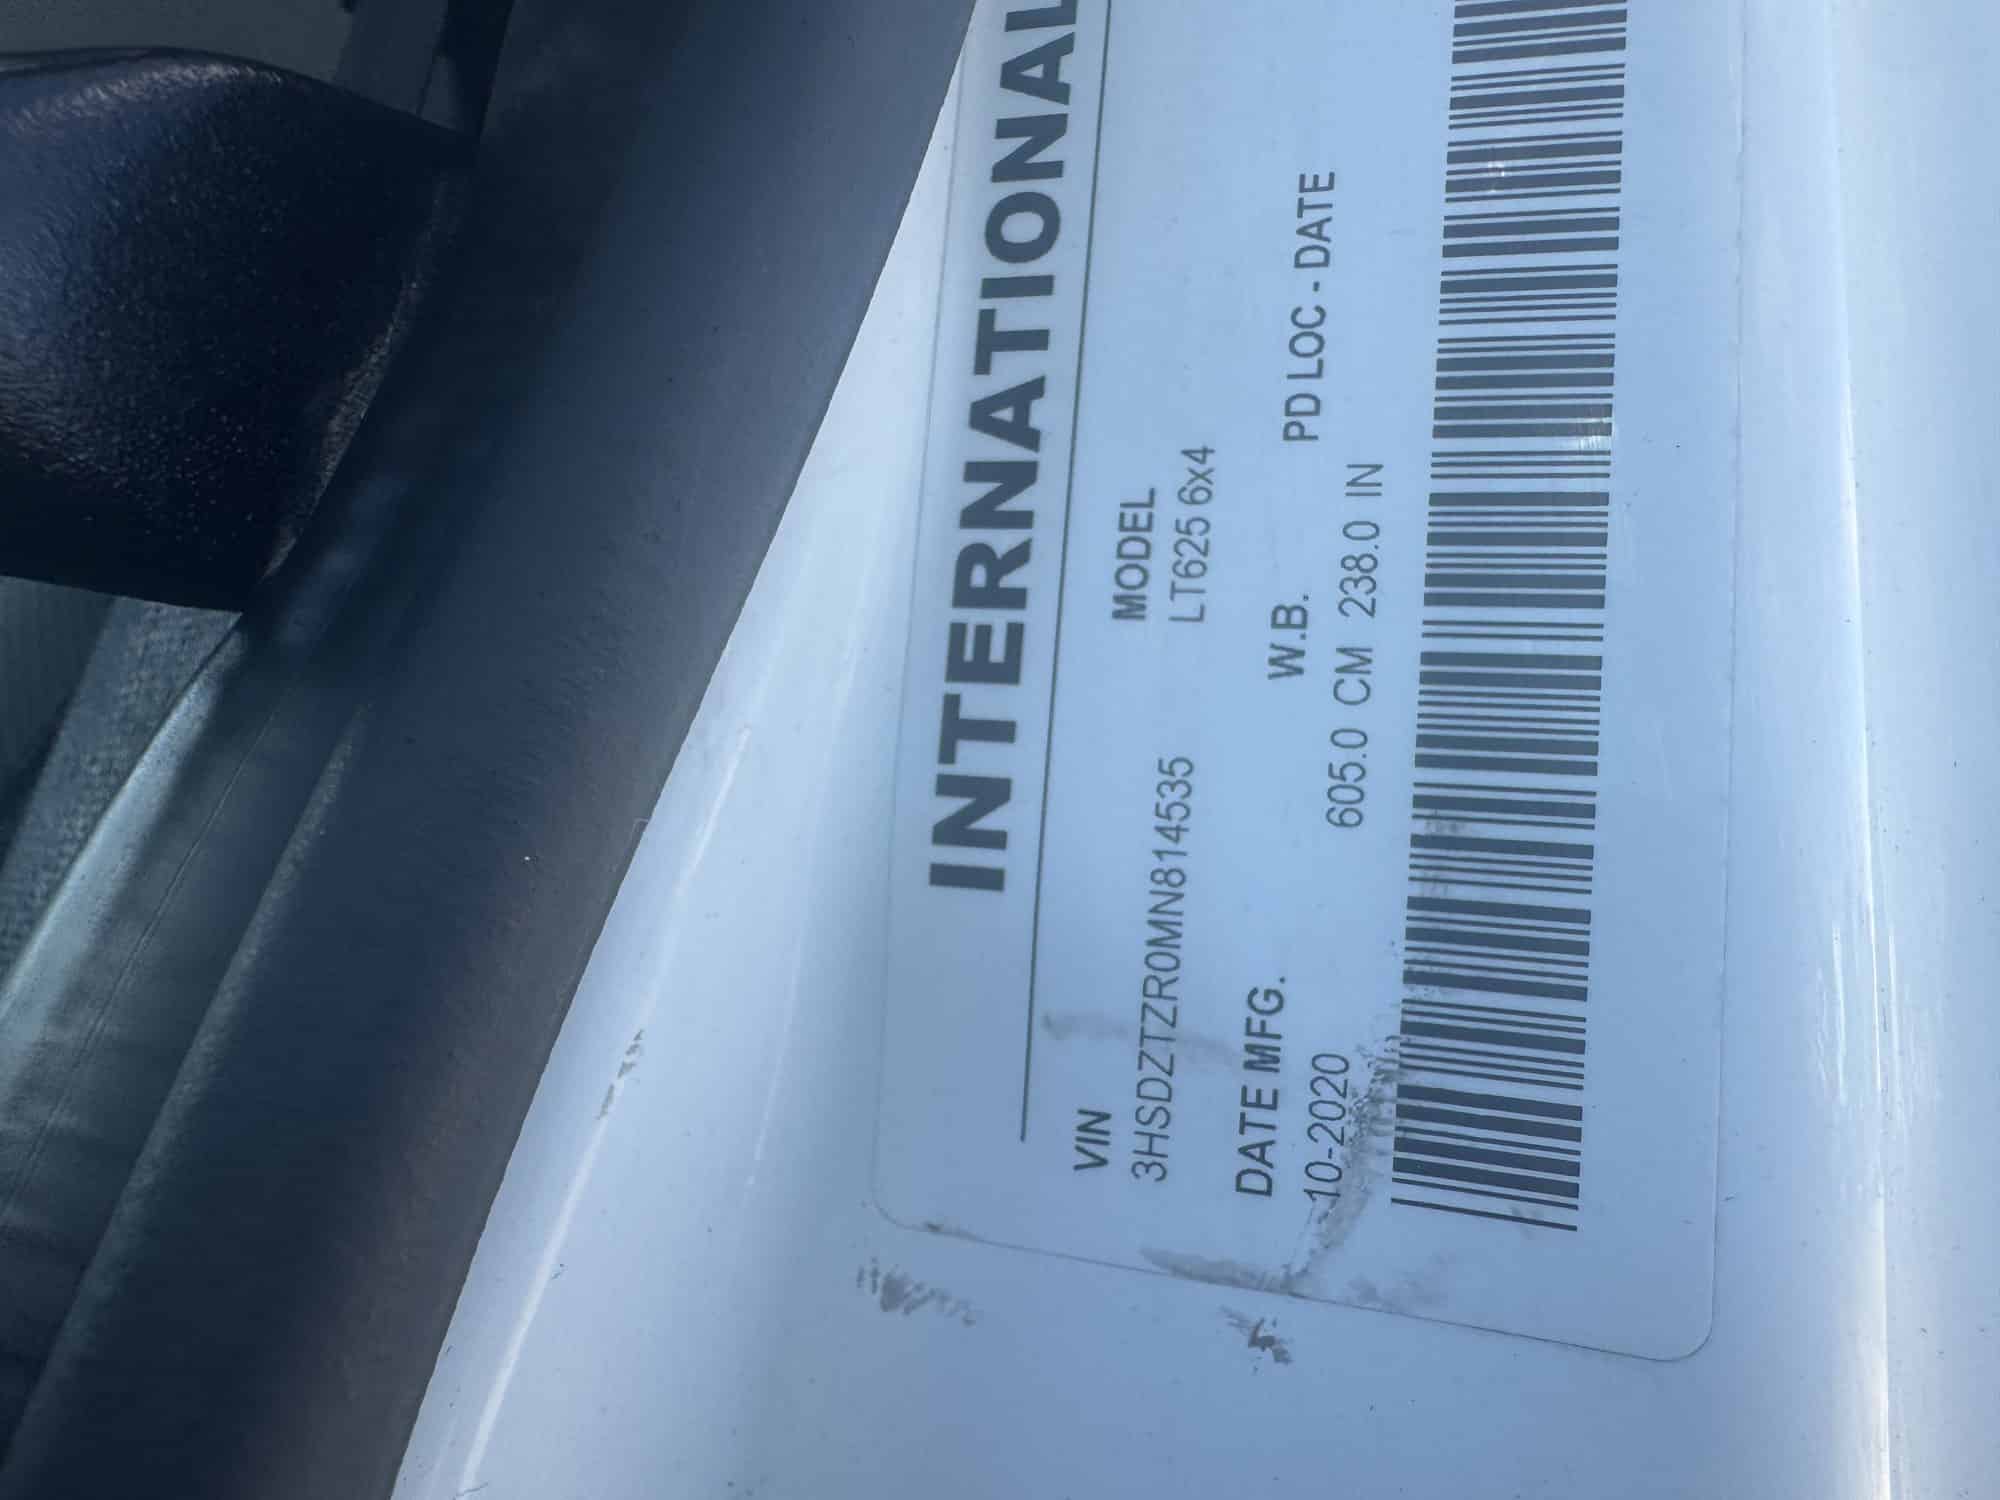 INTERNATIONAL
VIN MODEL
3HSDZTZR0MN814535 LT625 6x4
DATE MFG. W.B. PD LOC - DATE
10-2020 605.0 CM 238.0 IN